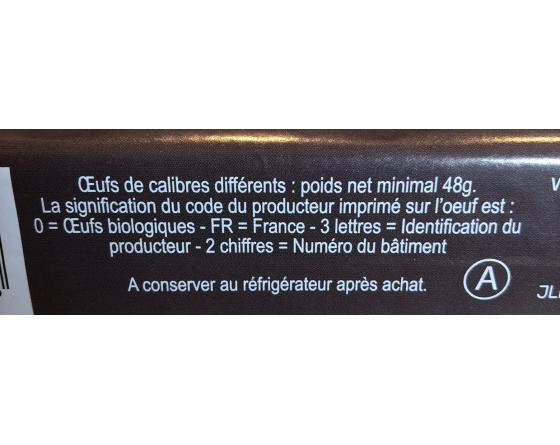 Œufs de calibres différents : poids net minimal 48g.
La signification du code du producteur imprimé sur l'oeuf est :
0 = Œufs biologiques - FR = France - 3 lettres = Identification du
producteur - 2 chiffres = Numéro du bâtiment
A conserver au réfrigérateur après achat.
A